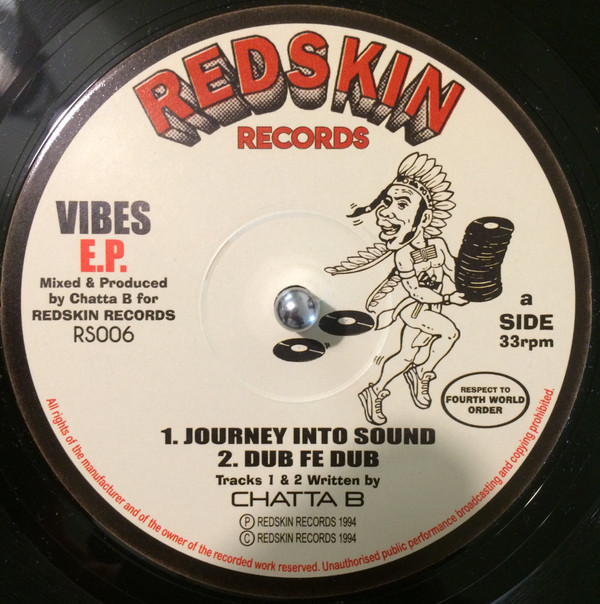 REDSKIN
RECORDS
VIBES
E.P.
Mixed & Produced
by Chatta B for
REDSKIN RECORDS
RS006
a
SIDE
33rpm
RESPECT TO
FOURTH WORLD
ORDER
1. JOURNEY INTO SOUND
2. DUB FE DUB
Tracks 1 & 2 Written by
CHATTA B
Ⓟ REDSKIN RECORDS 1994
Ⓒ REDSKIN RECORDS 1994
All rights of the manufacturer and of the owner of the recorded work reserved. Unauthorised public performance broadcasting and copying prohibited.